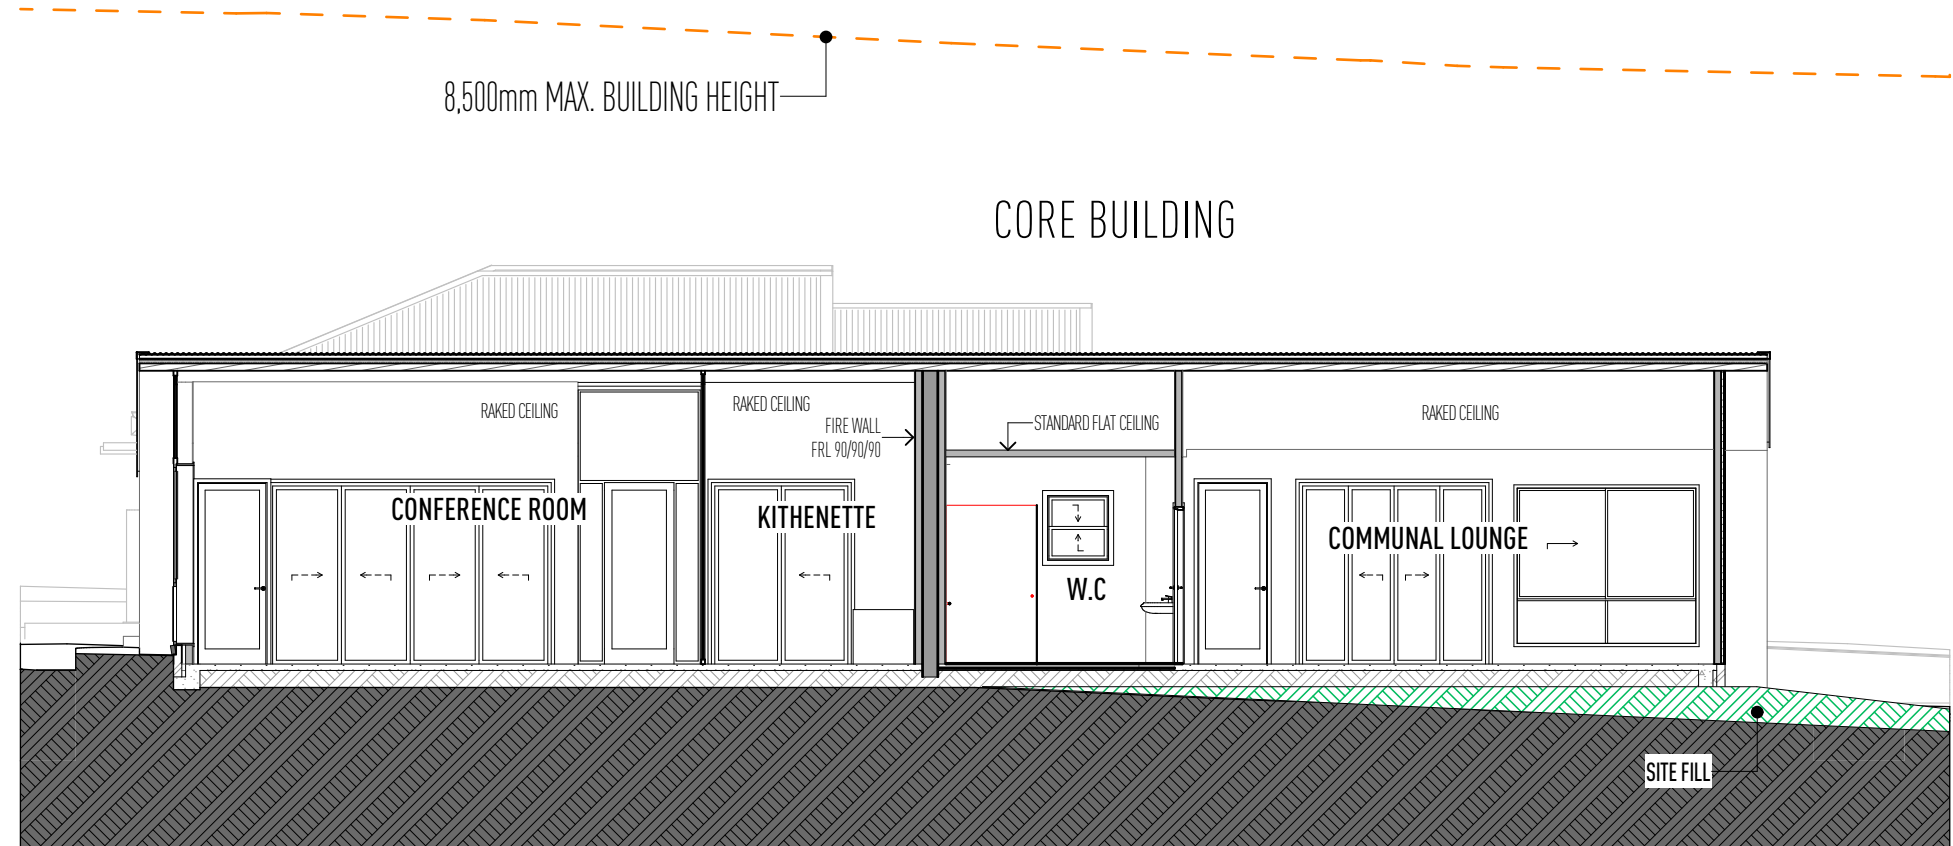 8,500mm MAX. BUILDING HEIGHT
CORE BUILDING
RAKED CEILING
RAKED CEILING
FIRE WALL
FRL 90/90/90
STANDARD FLAT CEILING
RAKED CEILING
CONFERENCE ROOM
KITHENETTE
W.C
COMMUNAL LOUNGE
SITE FILL